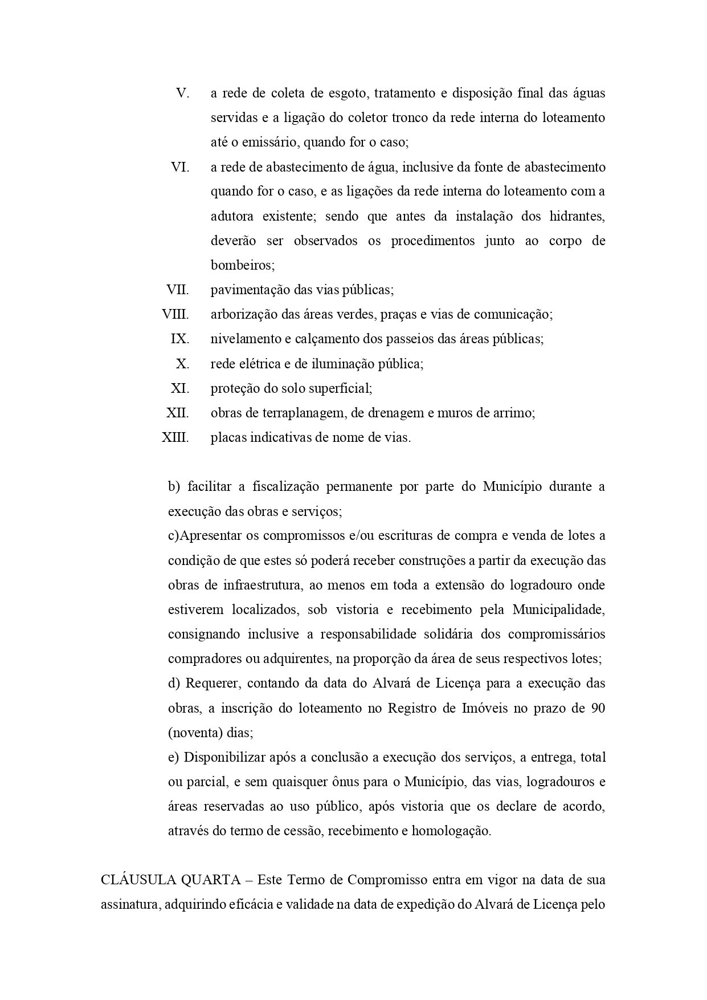 V. a rede de coleta de esgoto, tratamento e disposição final das águas
servidas e a ligação do coletor tronco da rede interna do loteamento
até o emissário, quando for o caso;
VI. a rede de abastecimento de água, inclusive da fonte de abastecimento
quando for o caso, e as ligações da rede interna do loteamento com a
adutora existente; sendo que antes da instalação dos hidrantes,
deverão ser observados os procedimentos junto ao corpo de
bombeiros;
VII. pavimentação das vias públicas;
VIII. arborização das áreas verdes, praças e vias de comunicação;
IX. nivelamento e calçamento dos passeios das áreas públicas;
X. rede elétrica e de iluminação pública;
XI. proteção do solo superficial;
XII. obras de terraplanagem, de drenagem e muros de arrimo;
XIII. placas indicativas de nome de vias.
b) facilitar a fiscalização permanente por parte do Município durante a
execução das obras e serviços;
c)Apresentar os compromissos e/ou escrituras de compra e venda de lotes a
condição de que estes só poderá receber construções a partir da execução das
obras de infraestrutura, ao menos em toda a extensão do logradouro onde
estiverem localizados, sob vistoria e recebimento pela Municipalidade,
consignando inclusive a responsabilidade solidária dos compromissários
compradores ou adquirentes, na proporção da área de seus respectivos lotes;
d) Requerer, contando da data do Alvará de Licença para a execução das
obras, a inscrição do loteamento no Registro de Imóveis no prazo de 90
(noventa) dias;
e) Disponibilizar após a conclusão a execução dos serviços, a entrega, total
ou parcial, e sem quaisquer ônus para o Município, das vias, logradouros e
áreas reservadas ao uso público, após vistoria que os declare de acordo,
através do termo de cessão, recebimento e homologação.
CLÁUSULA QUARTA – Este Termo de Compromisso entra em vigor na data de sua
assinatura, adquirindo eficácia e validade na data de expedição do Alvará de Licença pelo